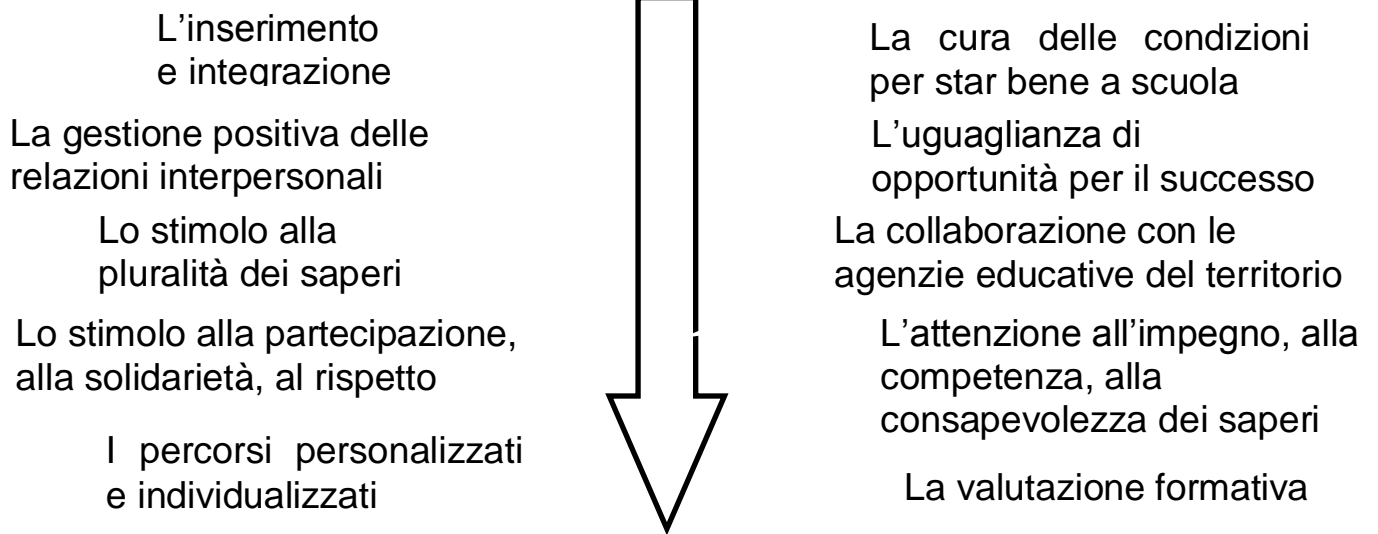 L’inserimento
e integrazione
La gestione positiva delle
relazioni interpersonali
Lo stimolo alla
pluralità dei saperi
Lo stimolo alla partecipazione,
alla solidarietà, al rispetto
I percorsi personalizzati
e individualizzati
La cura delle condizioni
per star bene a scuola
L’uguaglianza di
opportunità per il successo
La collaborazione con le
agenzie educative del territorio
L’attenzione all’impegno, alla
competenza, alla
consapevolezza dei saperi
La valutazione formativa